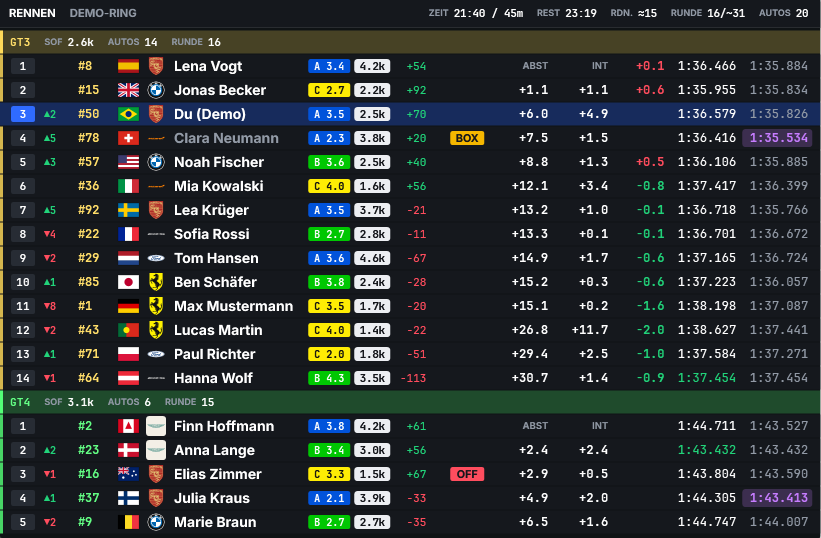 RENNEN DEMO-RING ZEIT 21:40 / 45m REST 23:19 RDN. ≈15 RUNDE 16/~31 AUTOS 20
GT3 SOF 2.6k AUTOS 14 RUNDE 16
1 #8 Lena Vogt A 3.4 4.2k +54 ABST INT +0.1 1:36.466 1:35.884
2 #15 Jonas Becker C 2.7 2.2k +92 +1.1 +1.1 +0.6 1:35.955 1:35.834
3 ▲2 #50 Du (Demo) A 3.5 2.5k +70 +6.0 +4.9 1:36.579 1:35.826
4 ▲5 #78 Clara Neumann A 2.3 3.8k +20 BOX +7.5 +1.5 1:36.416 1:35.534
5 ▲3 #57 Noah Fischer B 3.6 2.5k +40 +8.8 +1.3 +0.5 1:36.106 1:35.885
6 #36 Mia Kowalski C 4.0 1.6k +56 +12.1 +3.4 -0.8 1:37.417 1:36.399
7 ▲5 #92 Lea Krüger A 3.5 3.7k -21 +13.2 +1.0 -0.1 1:36.718 1:35.766
8 ▼4 #22 Sofia Rossi B 2.7 2.8k -11 +13.3 +0.1 -0.1 1:36.701 1:36.672
9 ▼2 #29 Tom Hansen A 3.6 4.6k -67 +14.9 +1.7 -0.6 1:37.165 1:36.724
10 ▲1 #85 Ben Schäfer B 3.8 2.4k -28 +15.2 +0.3 -0.6 1:37.223 1:36.057
11 ▼8 #1 Max Mustermann C 3.5 1.7k -20 +15.1 +0.2 -1.6 1:38.198 1:37.087
12 ▼2 #43 Lucas Martin C 4.0 1.4k -22 +26.8 +11.7 -2.0 1:38.627 1:37.441
13 ▲1 #71 Paul Richter C 2.0 1.8k -51 +29.4 +2.5 -1.0 1:37.584 1:37.271
14 ▼1 #64 Hanna Wolf B 4.3 3.5k -113 +30.7 +1.4 -0.9 1:37.454 1:37.454
GT4 SOF 3.1k AUTOS 6 RUNDE 15
1 #2 Finn Hoffmann A 3.8 4.2k +61 ABST INT 1:44.711 1:43.527
2 ▲2 #23 Anna Lange B 3.4 3.0k +56 +2.4 +2.4 1:43.432 1:43.432
3 ▼1 #16 Elias Zimmer C 3.3 1.5k +67 OFF +2.9 +0.5 1:43.804 1:43.590
4 ▲1 #37 Julia Kraus A 2.1 3.9k -33 +4.9 +2.0 1:44.305 1:43.413
5 ▼2 #9 Marie Braun B 2.7 2.7k -35 +6.5 +1.6 1:44.747 1:44.007